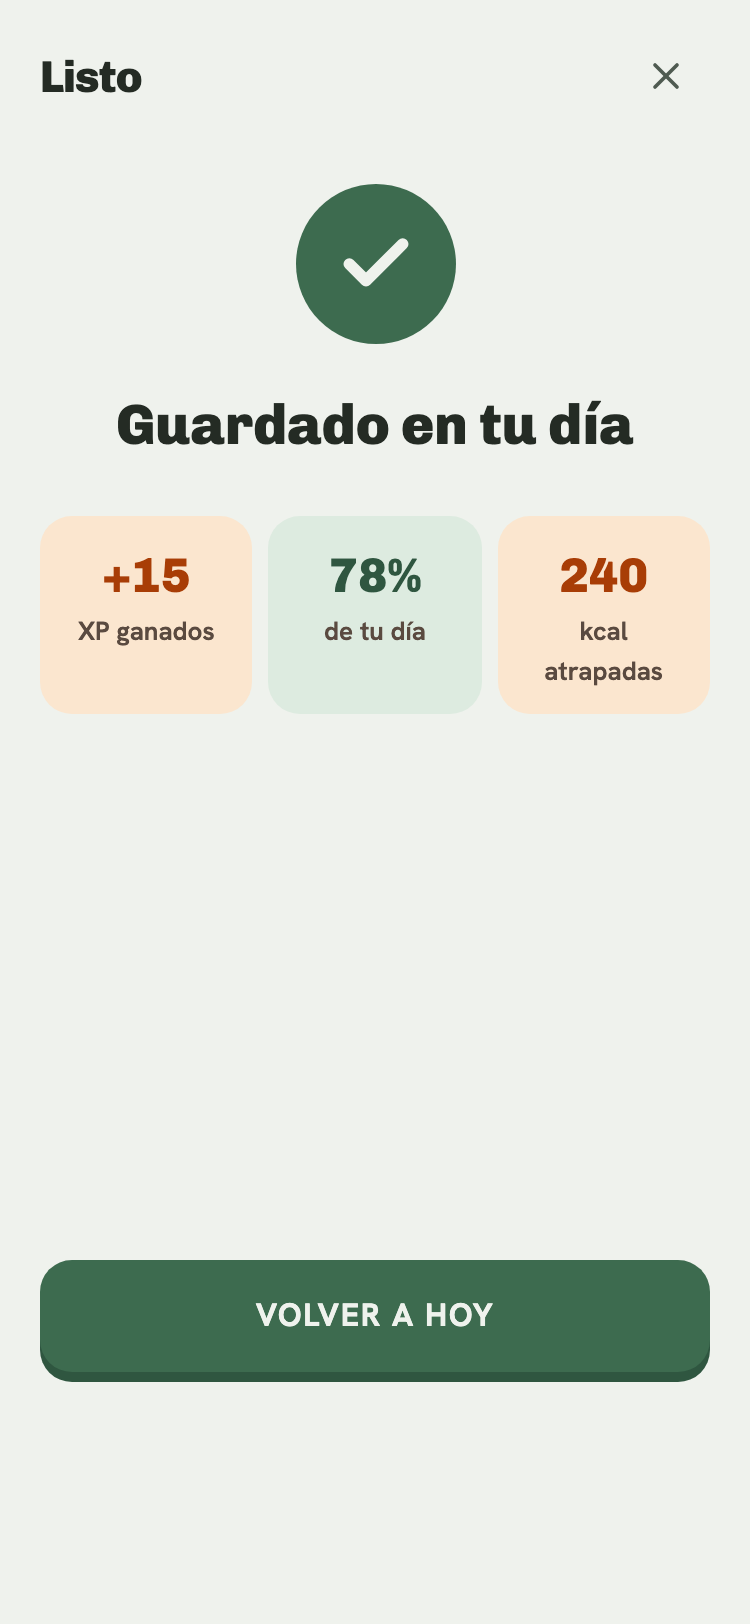 Listo
Guardado en tu día
+15
XP ganados
78%
de tu día
240
kcal
atrapadas
VOLVER A HOY